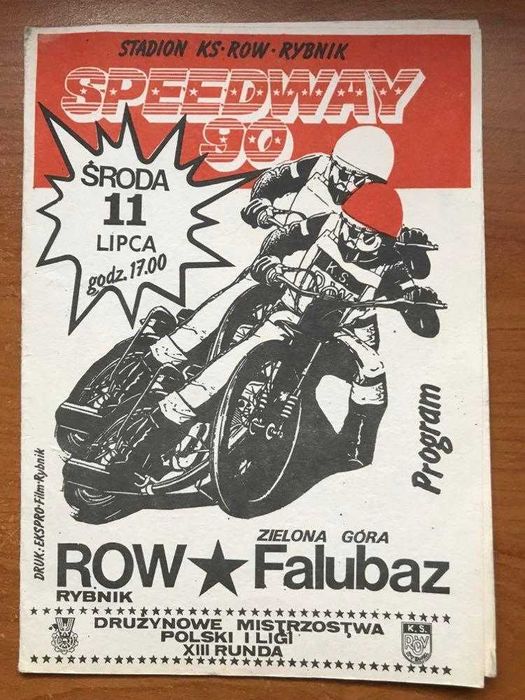 STADION KS·ROW·RYBNIK
SPEEDWAY
90
ŚRODA
11
LIPCA
godz. 17.00
K.S.
ROW
Program
DRUK: EKSPRO-Film-Rybnik
ZIELONA GÓRA
ROW ★ Falubaz
RYBNIK
DRUŻYNOWE MISTRZOSTWA
POLSKI I LIGI
XIII RUNDA
K.S.
ROW